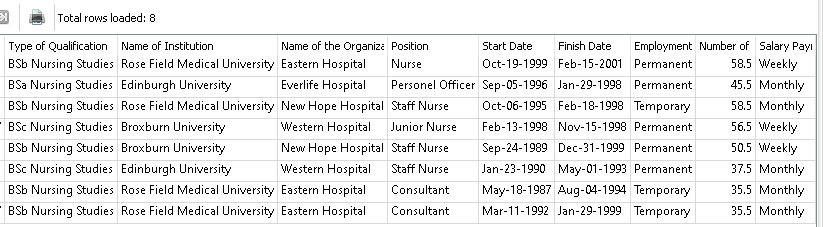 Total rows loaded: 8
Type of Qualification Name of Institution Name of the Organiza Position Start Date Finish Date Employment Number of Salary Payı
BSb Nursing Studies Rose Field Medical University Eastern Hospital Nurse Oct-19-1999 Feb-15-2001 Permanent 58.5 Weekly
BSa Nursing Studies Edinburgh University Everlife Hospital Personel Officer Sep-05-1996 Jan-29-1998 Permanent 45.5 Monthly
BSb Nursing Studies Rose Field Medical University New Hope Hospital Staff Nurse Oct-06-1995 Feb-18-1998 Temporary 58.5 Monthly
BSc Nursing Studies Broxburn University Western Hospital Junior Nurse Feb-13-1998 Nov-15-1998 Permanent 56.5 Weekly
BSb Nursing Studies Broxburn University New Hope Hospital Staff Nurse Sep-24-1989 Dec-31-1999 Permanent 50.5 Weekly
BSc Nursing Studies Edinburgh University Western Hospital Staff Nurse Jan-23-1990 May-01-1993 Permanent 37.5 Monthly
BSb Nursing Studies Rose Field Medical University Eastern Hospital Consultant May-18-1987 Aug-04-1994 Temporary 35.5 Monthly
BSb Nursing Studies Rose Field Medical University Eastern Hospital Consultant Mar-11-1992 Jan-29-1999 Temporary 35.5 Monthly